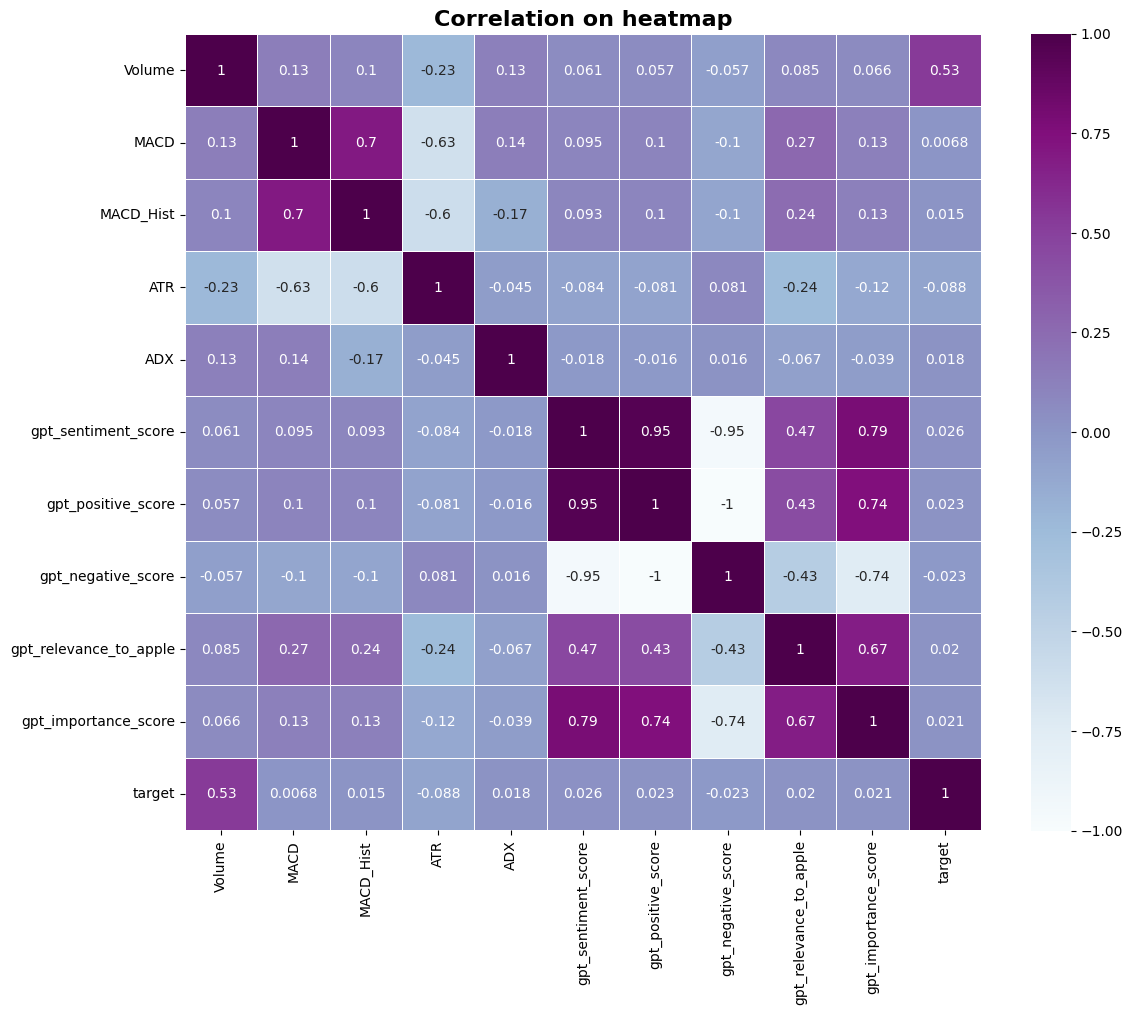 Correlation on heatmap
Volume 1 0.13 0.1 -0.23 0.13 0.061 0.057 -0.057 0.085 0.066 0.53
MACD 0.13 1 0.7 -0.63 0.14 0.095 0.1 -0.1 0.27 0.13 0.0068
MACD_Hist 0.1 0.7 1 -0.6 -0.17 0.093 0.1 -0.1 0.24 0.13 0.015
ATR -0.23 -0.63 -0.6 1 -0.045 -0.084 -0.081 0.081 -0.24 -0.12 -0.088
ADX 0.13 0.14 -0.17 -0.045 1 -0.018 -0.016 0.016 -0.067 -0.039 0.018
gpt_sentiment_score 0.061 0.095 0.093 -0.084 -0.018 1 0.95 -0.95 0.47 0.79 0.026
gpt_positive_score 0.057 0.1 0.1 -0.081 -0.016 0.95 1 -1 0.43 0.74 0.023
gpt_negative_score -0.057 -0.1 -0.1 0.081 0.016 -0.95 -1 1 -0.43 -0.74 -0.023
gpt_relevance_to_apple 0.085 0.27 0.24 -0.24 -0.067 0.47 0.43 -0.43 1 0.67 0.02
gpt_importance_score 0.066 0.13 0.13 -0.12 -0.039 0.79 0.74 -0.74 0.67 1 0.021
target 0.53 0.0068 0.015 -0.088 0.018 0.026 0.023 -0.023 0.02 0.021 1
Volume
MACD
MACD_Hist
ATR
ADX
gpt_sentiment_score
gpt_positive_score
gpt_negative_score
gpt_relevance_to_apple
gpt_importance_score
target
1.00
0.75
0.50
0.25
0.00
−0.25
−0.50
−0.75
−1.00